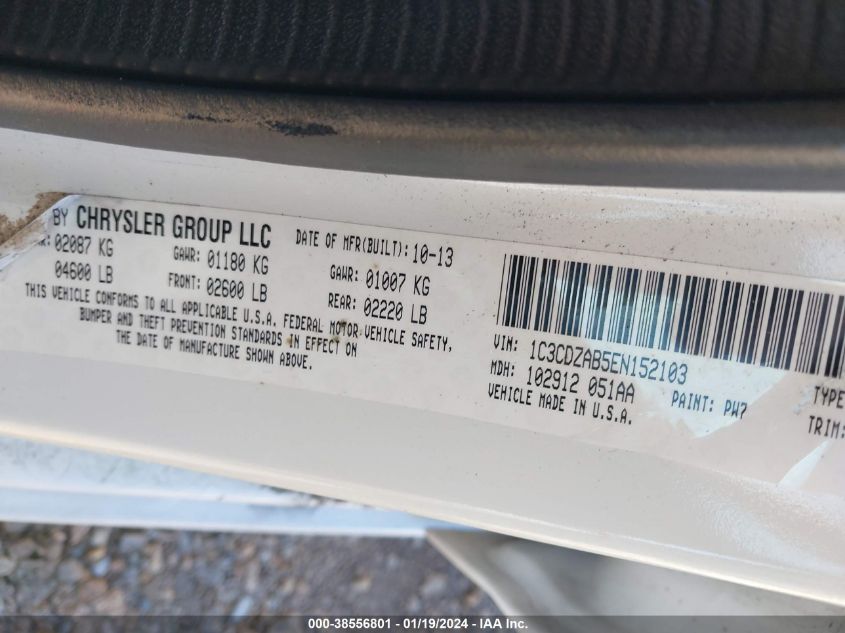 BY CHRYSLER GROUP LLC DATE OF MFR(BUILT): 10-13
02087 KG GAWR: 01180 KG GAWR: 01007 KG
04600 LB FRONT: 02600 LB REAR: 02220 LB
THIS VEHICLE CONFORMS TO ALL APPLICABLE U.S.A. FEDERAL MOTOR VEHICLE SAFETY,
BUMPER AND THEFT PREVENTION STANDARDS IN EFFECT ON
THE DATE OF MANUFACTURE SHOWN ABOVE.
VIN: 1C3CDZAB5EN152103
MDH: 102912 051AA PAINT: PW7 TYPE
VEHICLE MADE IN U.S.A. TRIM:
000-38556801 - 01/19/2024 - IAA Inc.